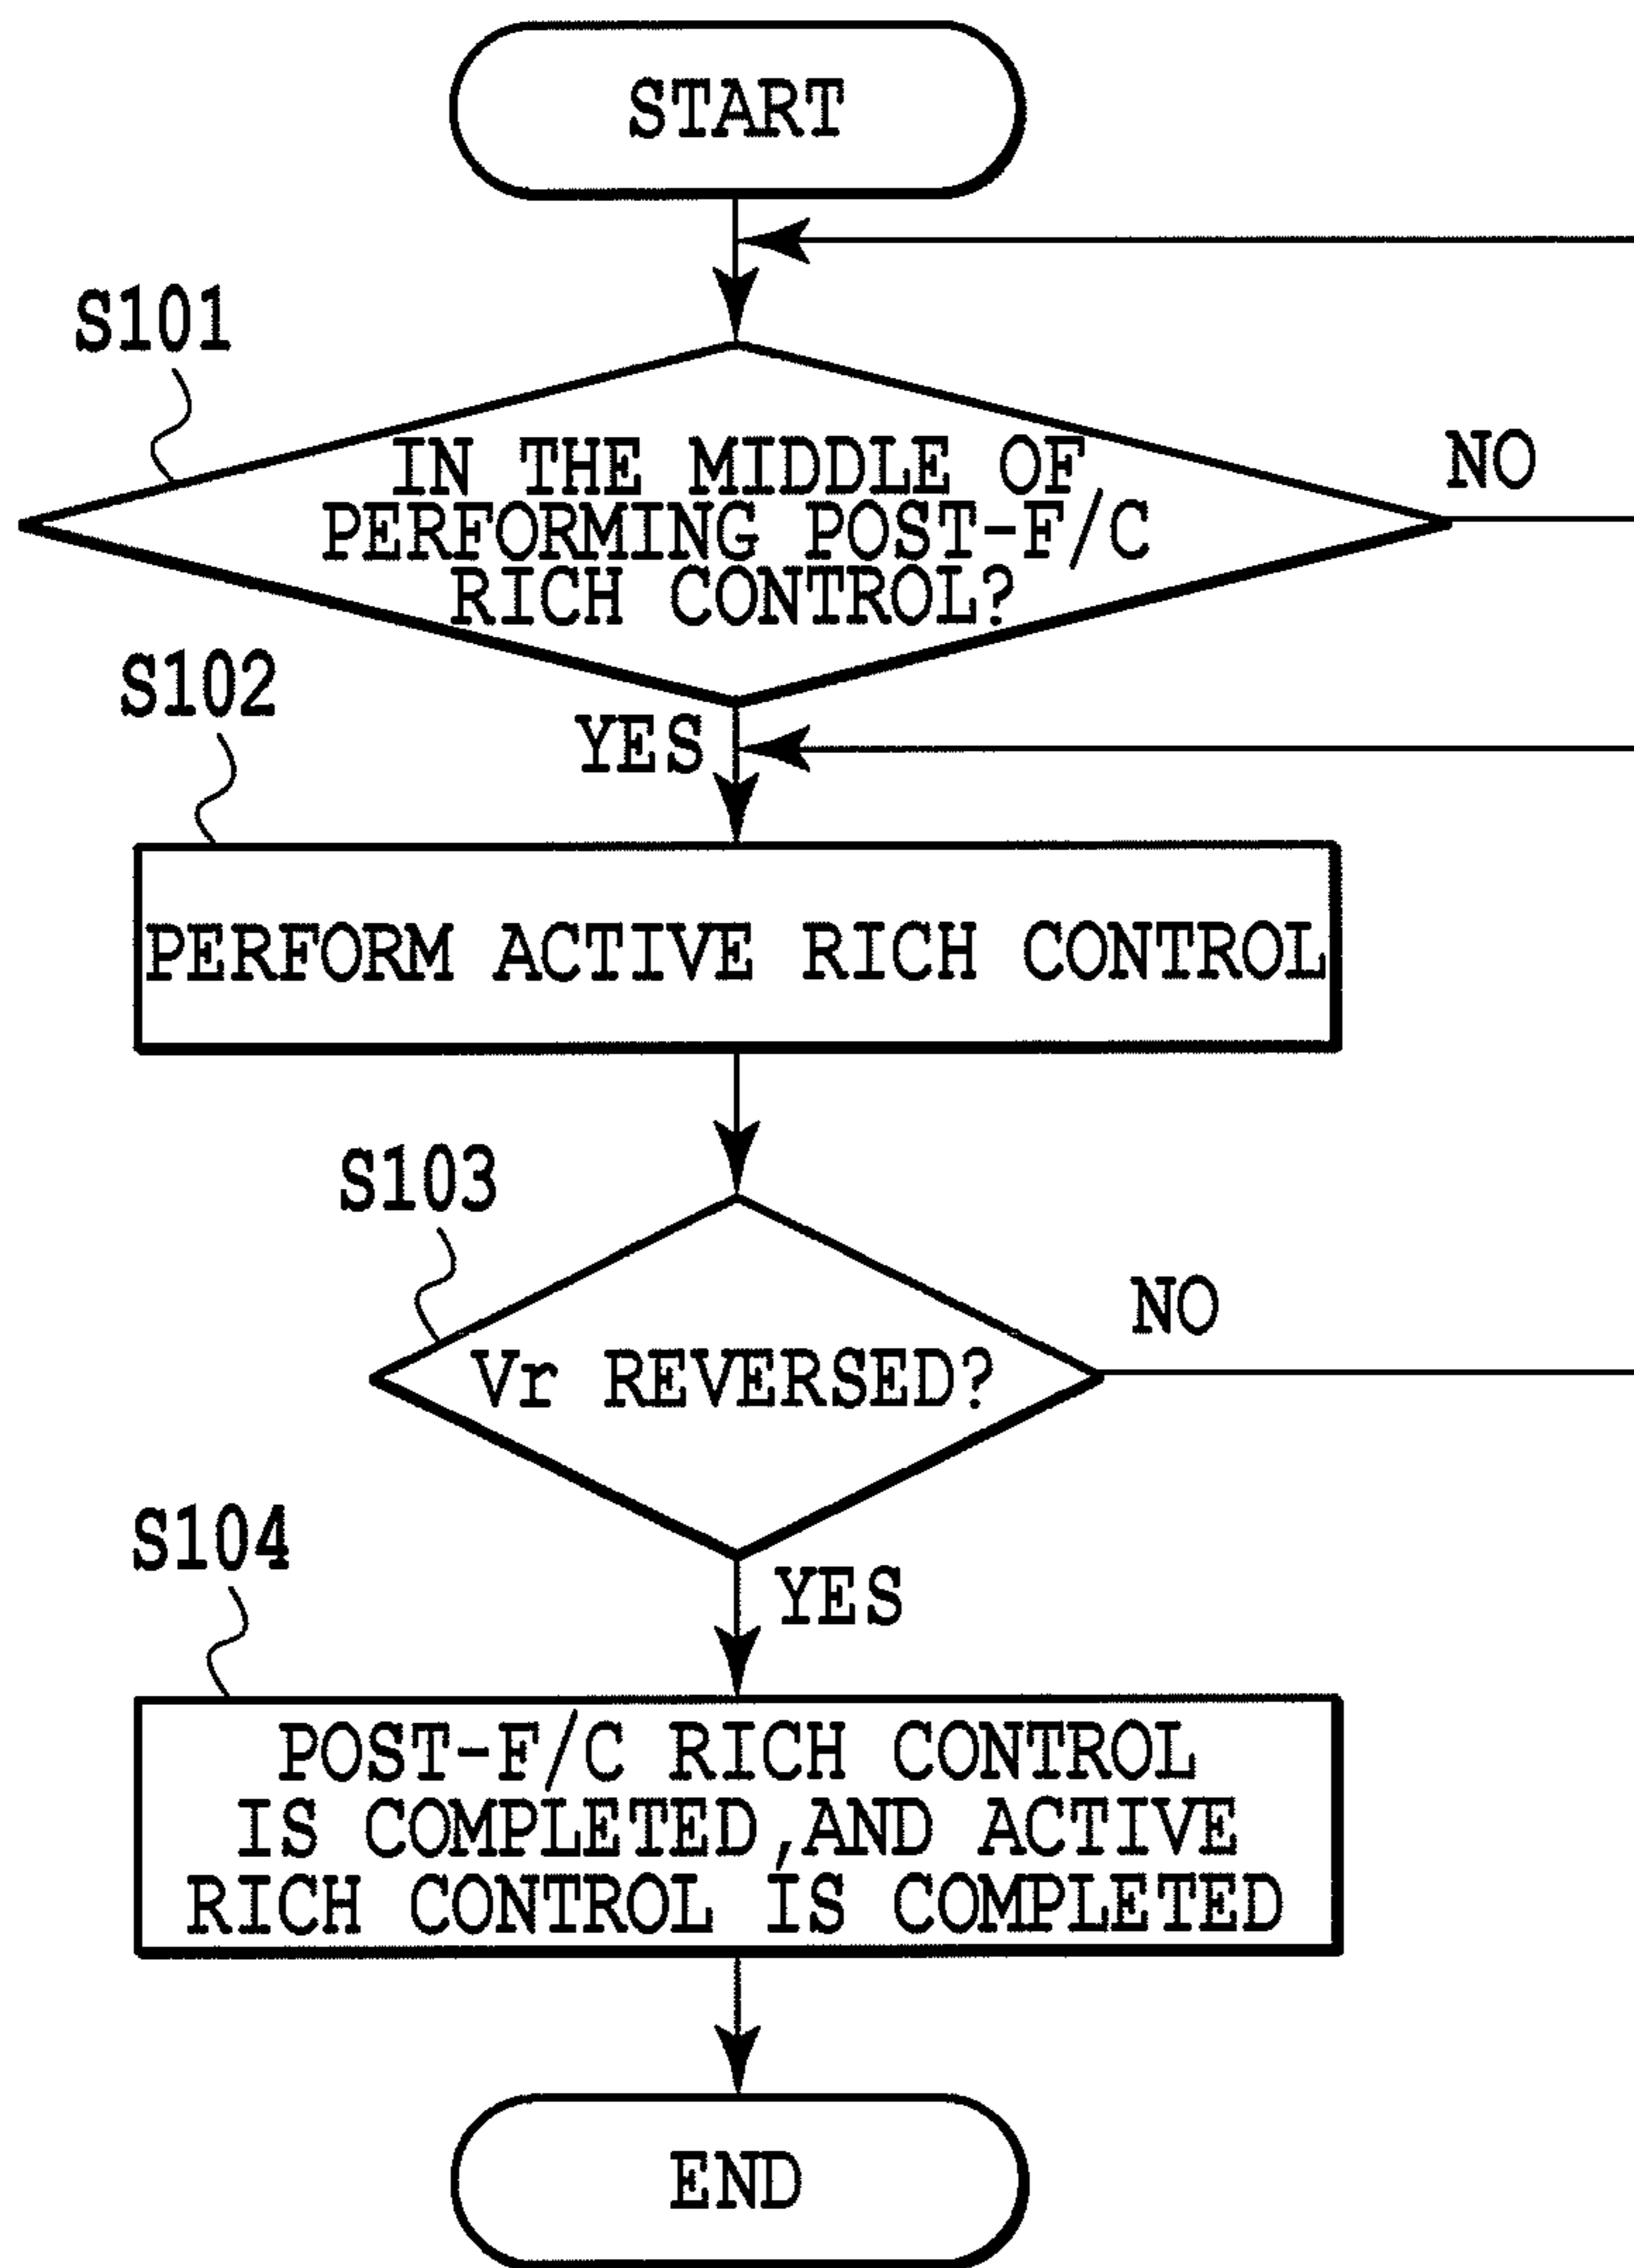 START
S101
IN THE MIDDLE OF
PERFORMING POST-F/C
RICH CONTROL?
NO
S102
YES
PERFORM ACTIVE RICH CONTROL
S103
NO
Vr REVERSED?
S104
YES
POST-F/C RICH CONTROL
IS COMPLETED,AND ACTIVE
RICH CONTROL IS COMPLETED
END